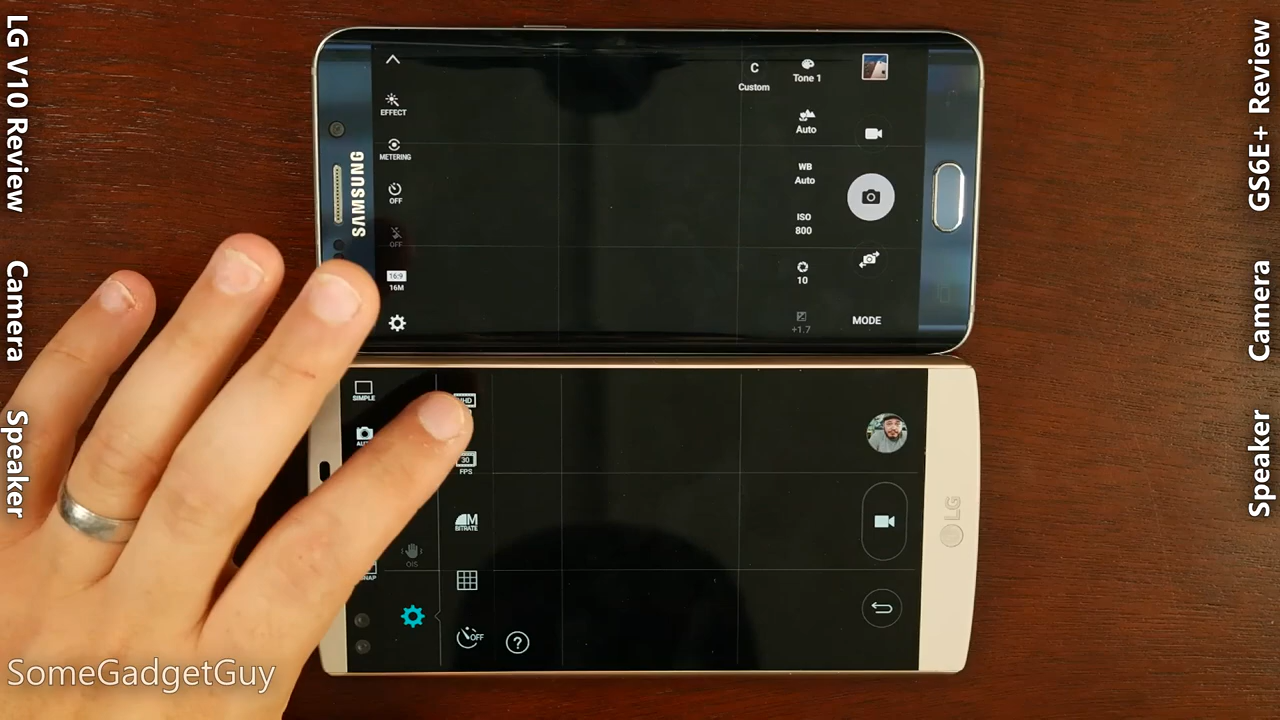 LG V10 Review
Camera
Speaker
GS6E+ Review
Camera
Speaker
SAMSUNG
EFFECT
METERING
OFF
OFF
16:9
16M
C
Custom
Tone 1
Auto
WB
Auto
ISO
800
10
+1.7
MODE
SIMPLE
30
FPS
M
BITRATE
OIS
OFF
?
LG
SomeGadgetGuy